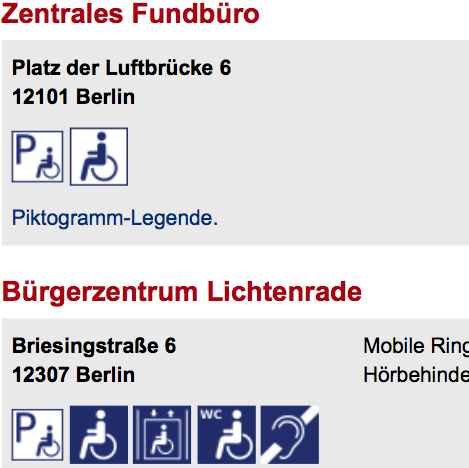 Zentrales Fundbüro
Platz der Luftbrücke 6
12101 Berlin
P
Piktogramm-Legende.
Bürgerzentrum Lichtenrade
Briesingstraße 6
Mobile Ring
12307 Berlin
Hörbehinde
P
WC